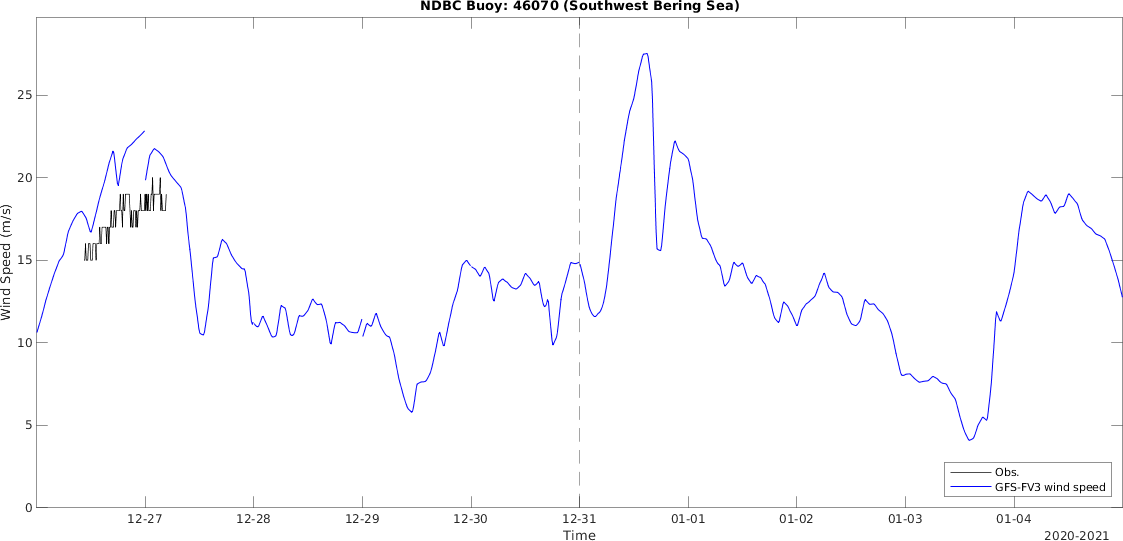 NDBC Buoy: 46070 (Southwest Bering Sea)
Wind Speed (m/s)
25
20
15
10
5
0
Obs.
GFS-FV3 wind speed
12-27 12-28 12-29 12-30 12-31 01-01 01-02 01-03 01-04
Time
2020-2021